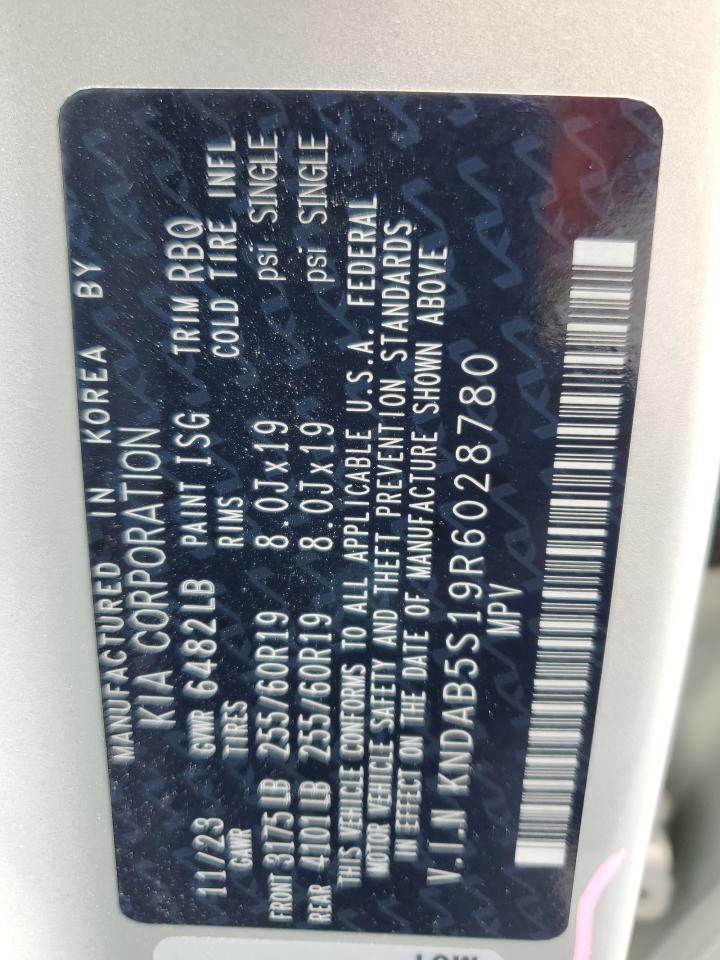 MANUFACTURED IN KOREA BY
KIA CORPORATION
11/23 GVWR 6482LB PAINT ISG TRIM RBQ
GAWR TIRES RIMS COLD TIRE INFL
FRONT 3175LB 255/60R19 8.0Jx19 psi SINGLE
REAR 4101LB 255/60R19 8.0Jx19 psi SINGLE
THIS VEHICLE CONFORMS TO ALL APPLICABLE U.S.A. FEDERAL
MOTOR VEHICLE SAFETY AND THEFT PREVENTION STANDARDS
IN EFFECT ON THE DATE OF MANUFACTURE SHOWN ABOVE
V.I.N KNDAB5S19R6028780
MPV
LOW